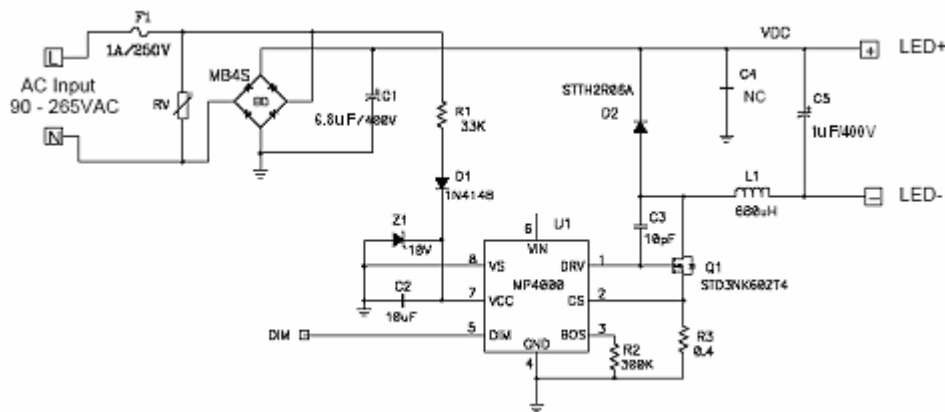 F1
1A/250V
L
AC Input
90 - 265VAC
N
RV
MB4S
BD
C1
6.8uF/400V
R1
33K
D1
1N4148
Z1
10V
C2
10uF
DIM
8
7
5
6
U1
VIN
VS
DRV
MP4000
VCC
CS
DIM
BOS
GND
4
1
2
3
R2
300K
R3
0.4
Q1
STD3NK60ZT4
C3
10pF
STTH2R06A
D2
L1
680uH
VDC
C4
NC
C5
1uF/400V
+
LED+
−
LED-